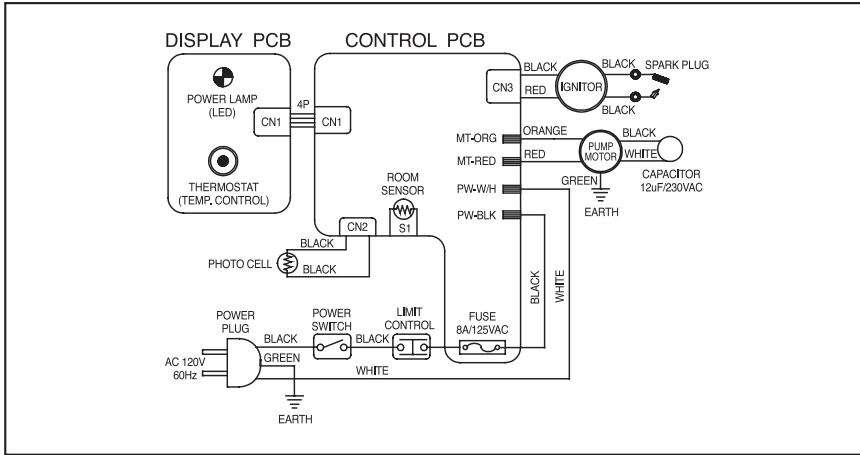 DISPLAY PCB
CONTROL PCB
POWER LAMP
(LED)
THERMOSTAT
(TEMP. CONTROL)
CN1
4P
CN1
CN3
BLACK
RED
IGNITOR
BLACK
BLACK
SPARK PLUG
MT-ORG
ORANGE
MT-RED
RED
PUMP
MOTOR
BLACK
WHITE
CAPACITOR
12uF/230VAC
GREEN
EARTH
PW-W/H
PW-BLK
ROOM
SENSOR
S1
CN2
BLACK
BLACK
PHOTO CELL
BLACK
WHITE
POWER
PLUG
AC 120V
60Hz
BLACK
GREEN
WHITE
EARTH
POWER
SWITCH
BLACK
LIMIT
CONTROL
FUSE
8A/125VAC